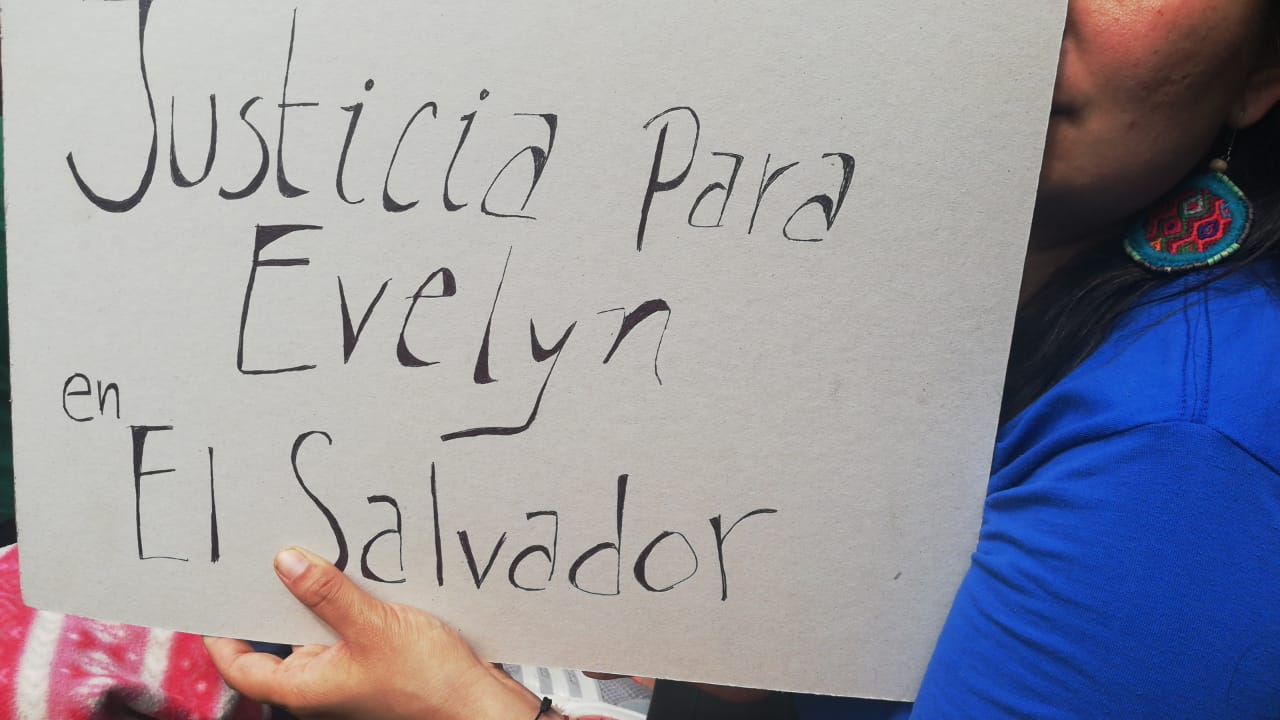 Justicia Para
Evelyn
en
El Salvador